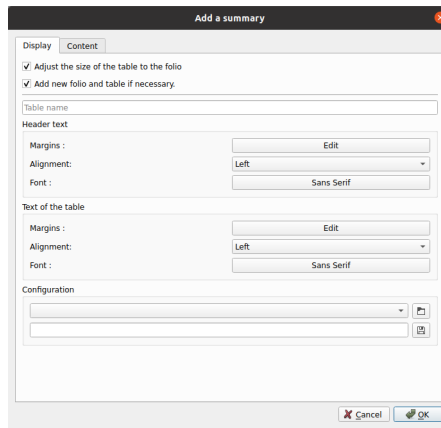 Add a summary
Display Content
Adjust the size of the table to the folio
Add new folio and table if necessary.
Table name
Header text
Margins : Edit
Alignment: Left
Font : Sans Serif
Text of the table
Margins : Edit
Alignment: Left
Font : Sans Serif
Configuration
Cancel OK